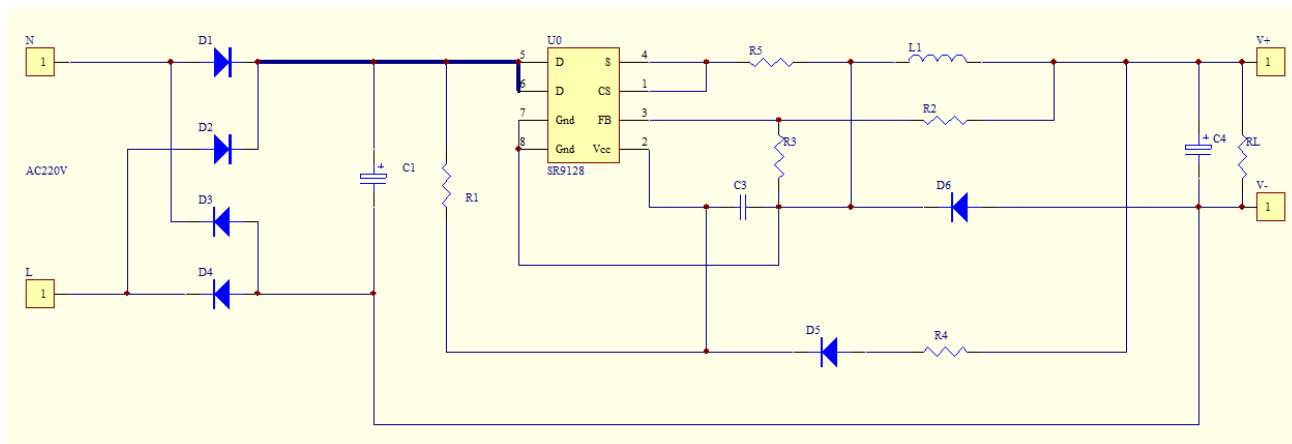 N
D1
U0
R5
L1
V+
1
5
D
S
4
1
6
D
CS
1
R2
D2
7
Gnd
FB
3
8
Gnd
Vcc
2
R3
C4
RL
AC220V
+
C1
SR9128
+
D3
R1
C3
D6
V-
1
L
D4
1
D5
R4